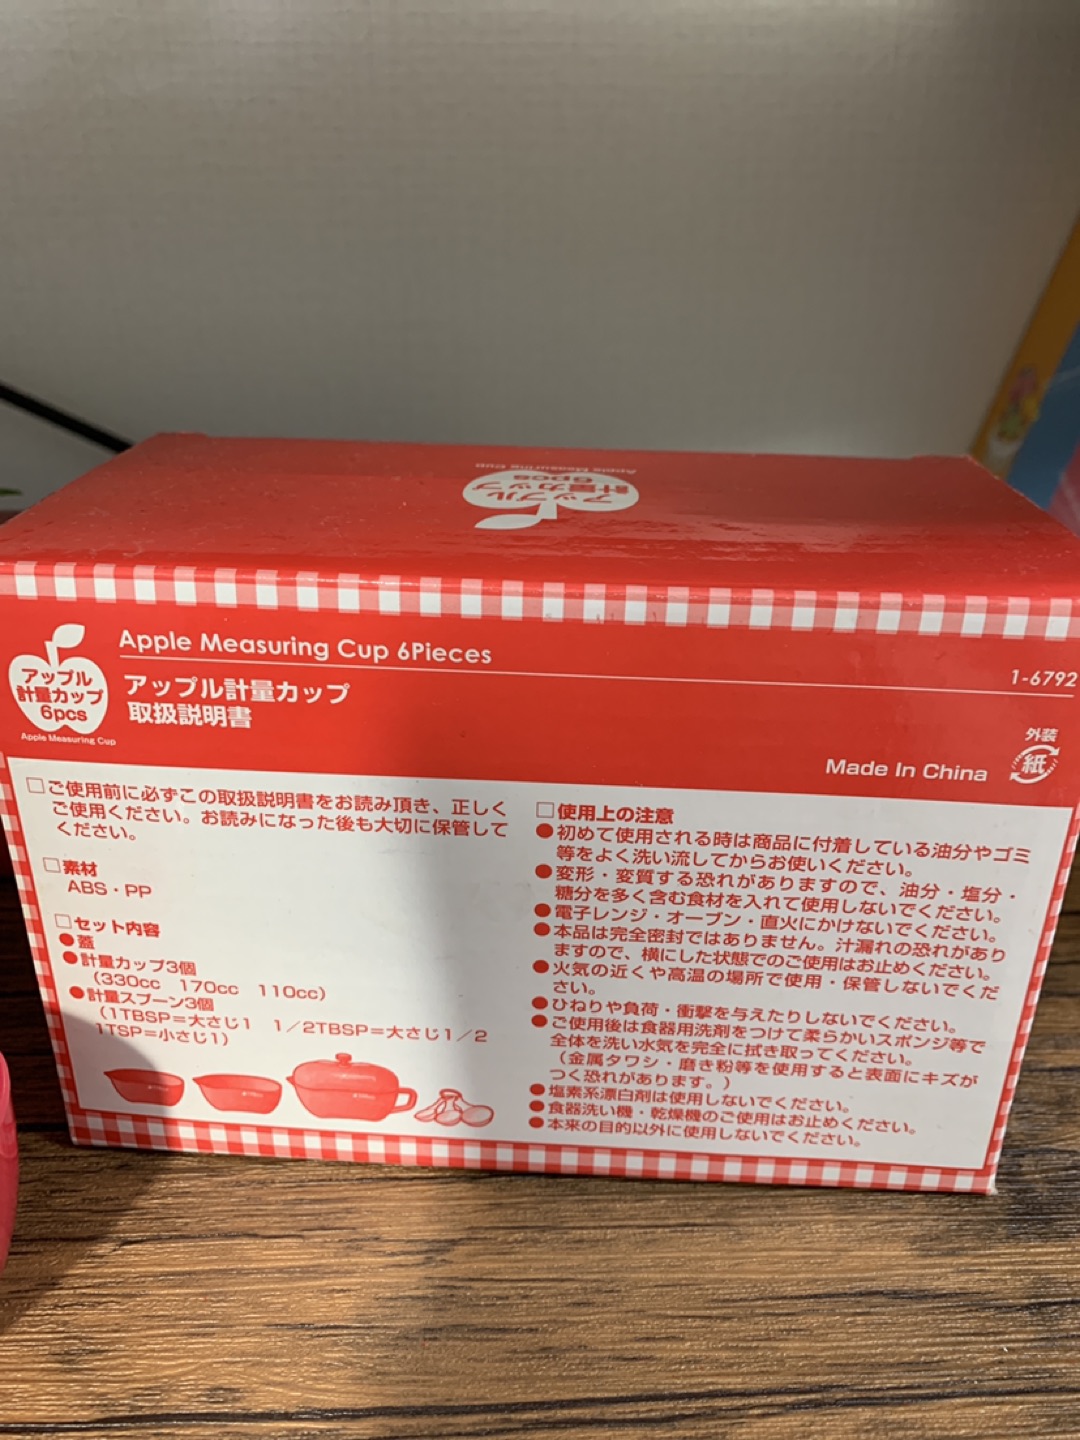 Apple Measuring Cup
アップル
計量カップ
6pcs
Apple Measuring Cup 6Pieces
1-6792
アップル
計量カップ
6pcs
Apple Measuring Cup
アップル計量カップ
取扱説明書
外装
紙
Made In China
□ご使用前に必ずこの取扱説明書をお読み頂き、正しく
ご使用ください。お読みになった後も大切に保管して
ください。
□素材
ABS・PP
□セット内容
●蓋
●計量カップ3個
(330cc 170cc 110cc)
●計量スプーン3個
(1TBSP=大さじ1 1/2TBSP=大さじ1/2
1TSP=小さじ1)
□使用上の注意
●初めて使用される時は商品に付着している油分やゴミ
等をよく洗い流してからお使いください。
●変形・変質する恐れがありますので、油分・塩分・
糖分を多く含む食材を入れて使用しないでください。
●電子レンジ・オーブン・直火にかけないでください。
●本品は完全密封ではありません。汁漏れの恐れがあり
ますので、横にした状態でのご使用はお止めください。
●火気の近くや高温の場所で使用・保管しないでくだ
さい。
●ひねりや負荷・衝撃を与えたりしないでください。
●ご使用後は食器用洗剤をつけて柔らかいスポンジ等で
全体を洗い水気を完全に拭き取ってください。
(金属タワシ・磨き粉等を使用すると表面にキズが
つく恐れがあります。)
●塩素系漂白剤は使用しないでください。
●食器洗い機・乾燥機のご使用はお止めください。
●本来の目的以外に使用しないでください。